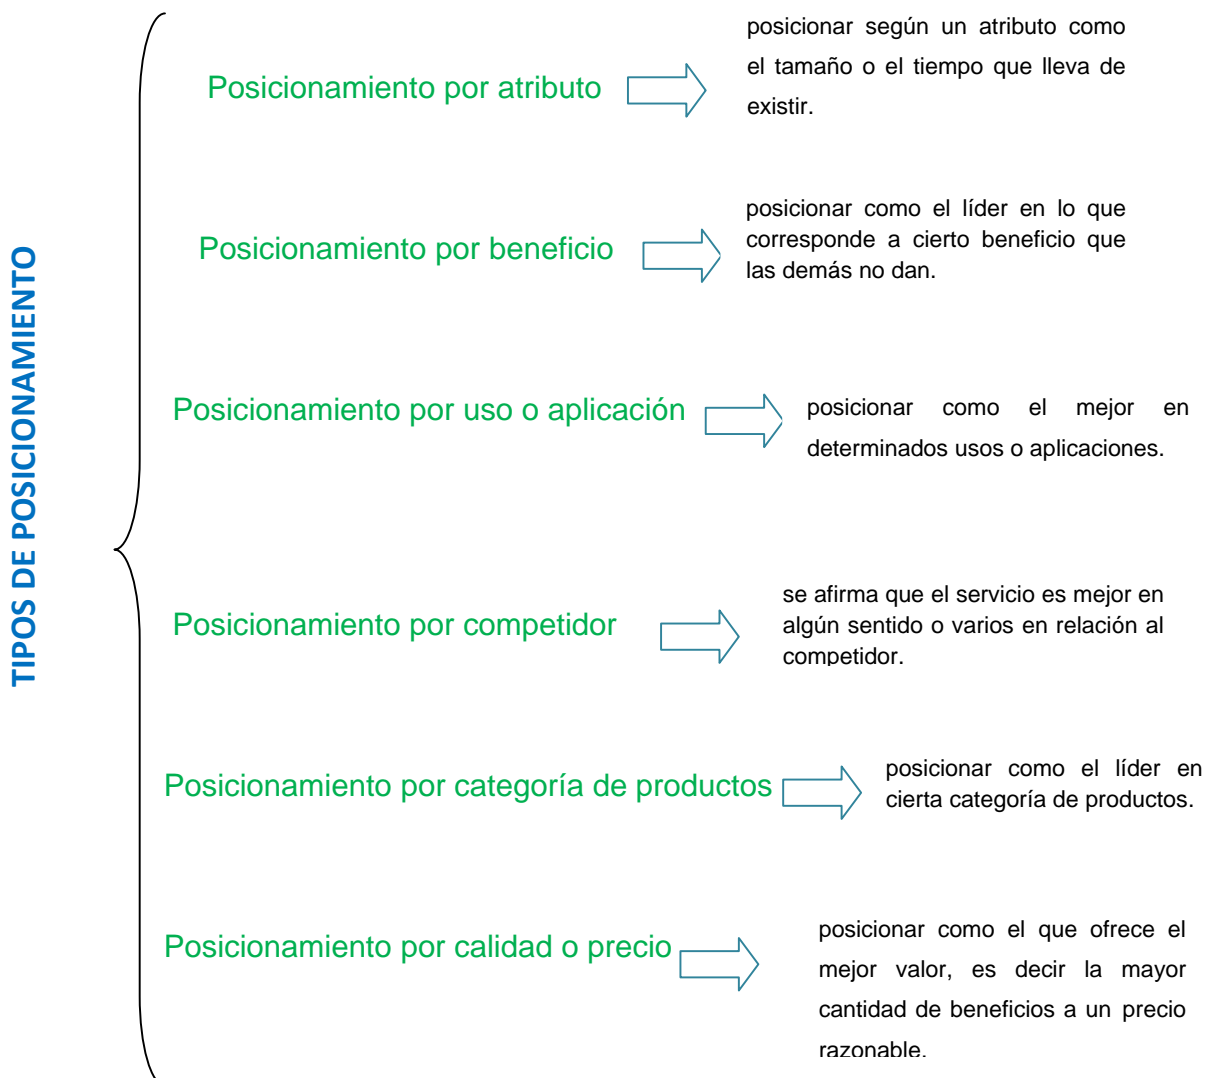 TIPOS DE POSICIONAMIENTO
Posicionamiento por atributo
posicionar según un atributo como
el tamaño o el tiempo que lleva de
existir.
Posicionamiento por beneficio
posicionar como el líder en lo que
corresponde a cierto beneficio que
las demás no dan.
Posicionamiento por uso o aplicación
posicionar como el mejor en
determinados usos o aplicaciones.
Posicionamiento por competidor
se afirma que el servicio es mejor en
algún sentido o varios en relación al
competidor.
Posicionamiento por categoría de productos
posicionar como el líder en
cierta categoría de productos.
Posicionamiento por calidad o precio
posicionar como el que ofrece el
mejor valor, es decir la mayor
cantidad de beneficios a un precio
razonable.